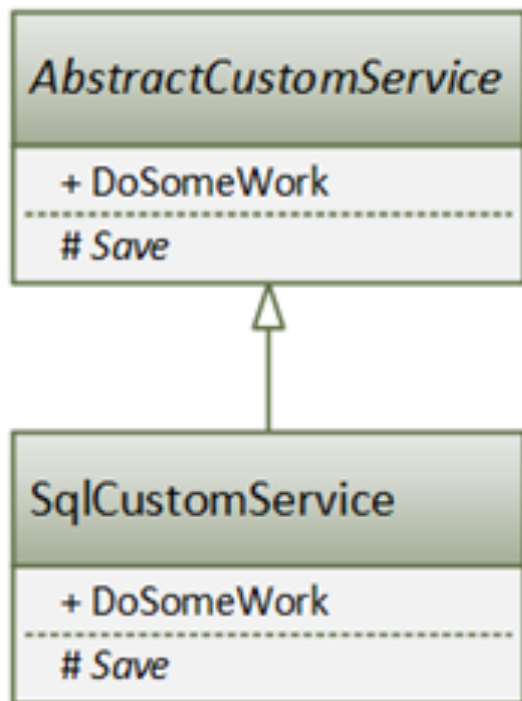 AbstractCustomService
+ DoSomeWork
# Save
SqlCustomService
+ DoSomeWork
# Save